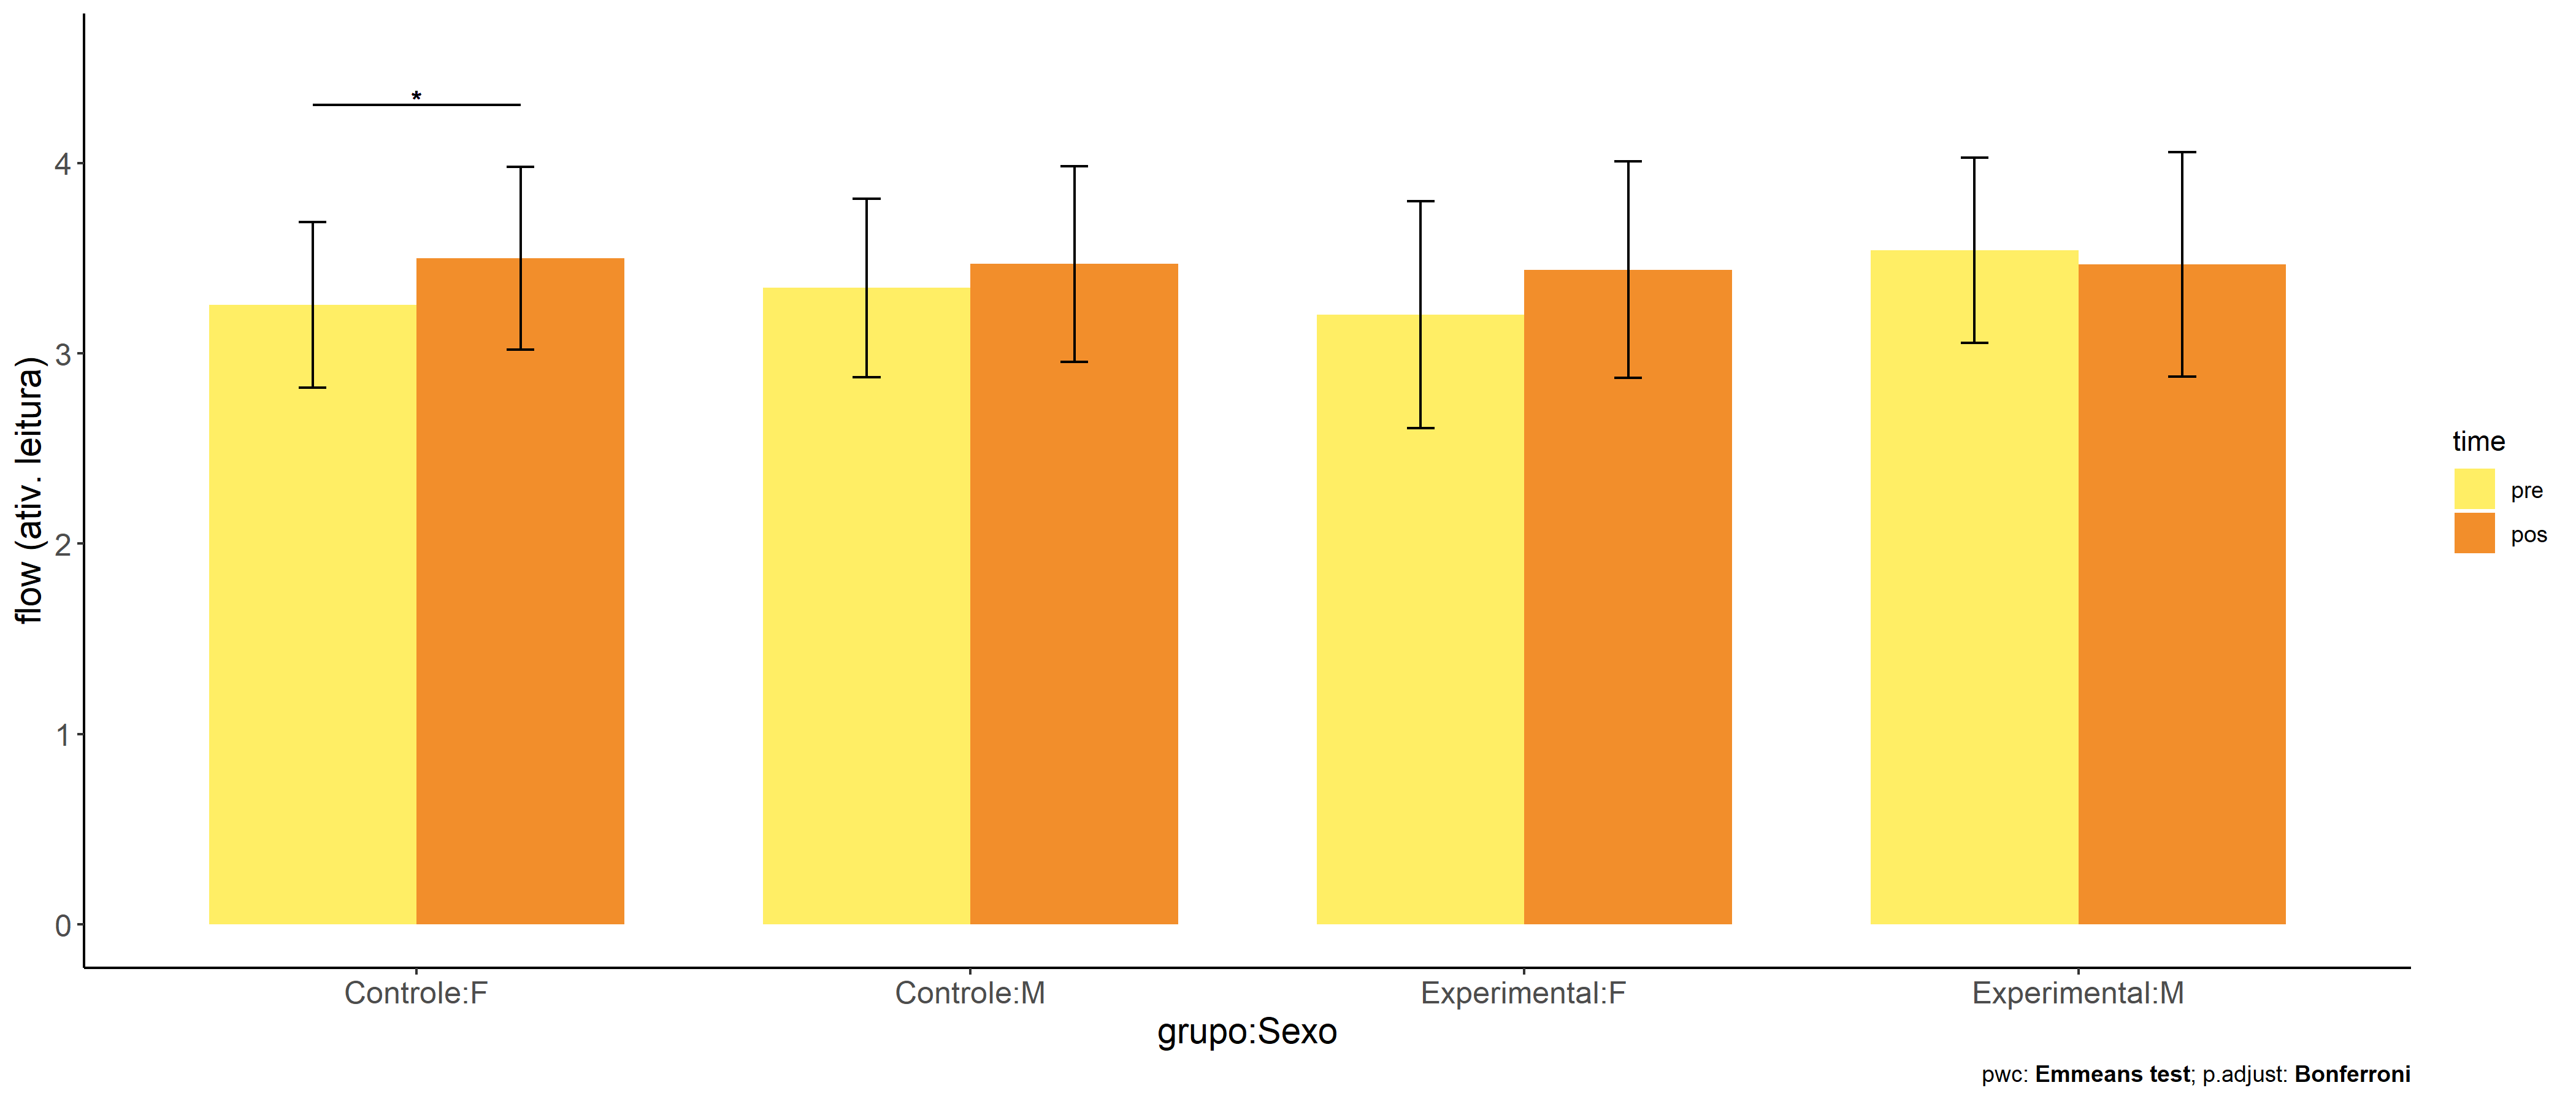 *
4
3
2
1
0
flow (ativ. leitura)
Controle:F
Controle:M
Experimental:F
Experimental:M
grupo:Sexo
time
pre
pos
pwc: Emmeans test; p.adjust: Bonferroni